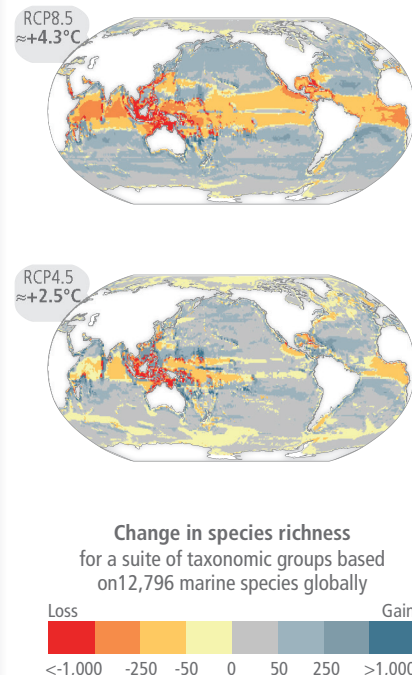 RCP8.5
≈+4.3°C
RCP4.5
≈+2.5°C
Change in species richness
for a suite of taxonomic groups based
on12,796 marine species globally
Loss Gain
<-1,000 -250 -50 0 50 250 >1,000